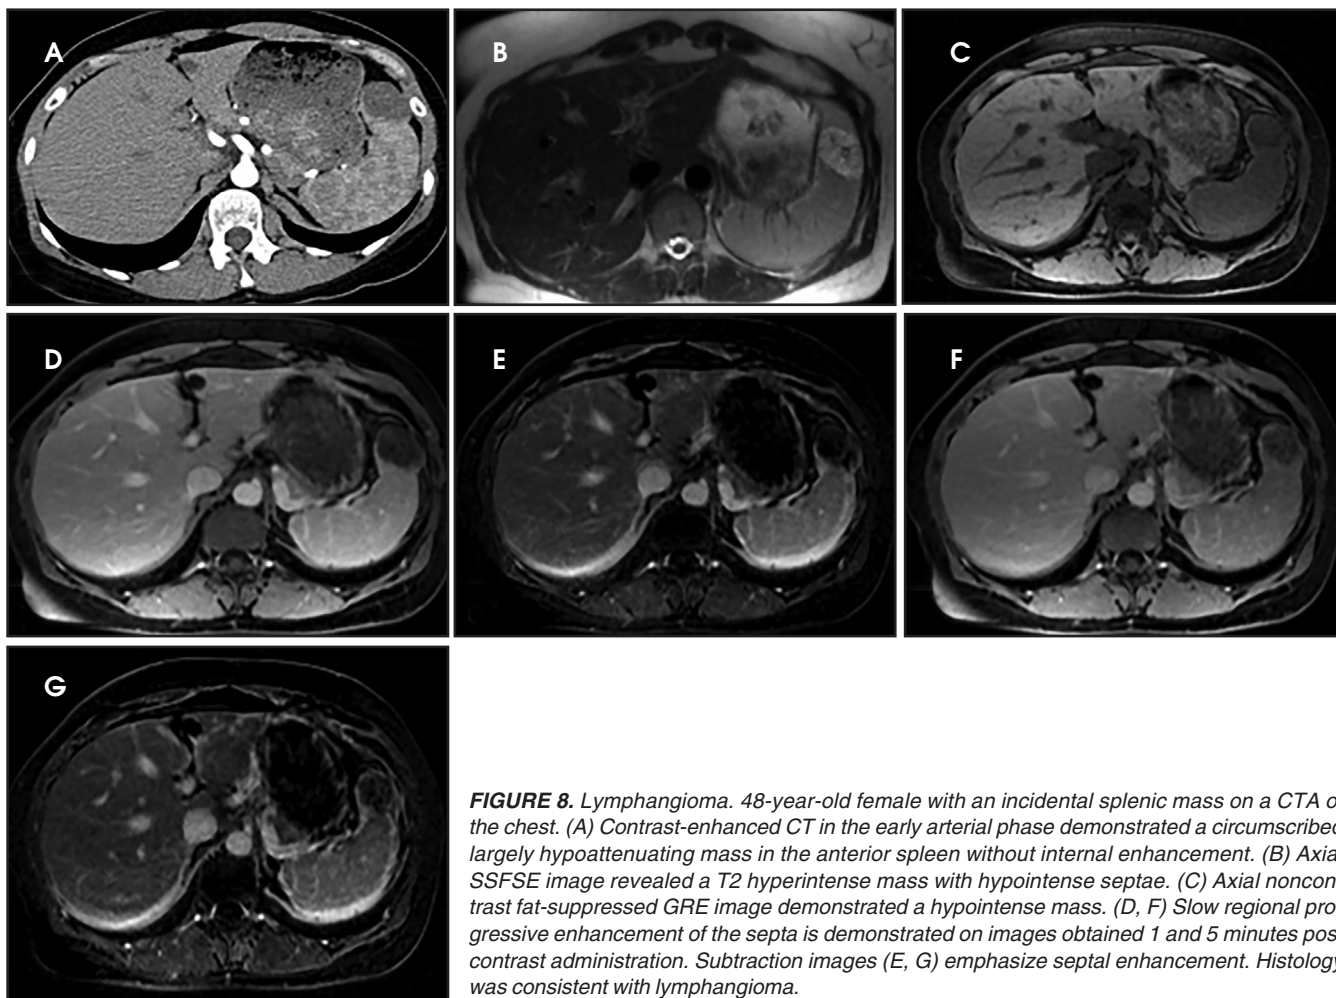 A
B
C
D
E
F
G
FIGURE 8. Lymphangioma. 48-year-old female with an incidental splenic mass on a CTA
the chest. (A) Contrast-enhanced CT in the early arterial phase demonstrated a circumscribed
largely hypoattenuating mass in the anterior spleen without internal enhancement. (B)
SSFSE image revealed a T2 hyperintense mass with hypointense septae. (C) Axial noncon-
trast fat-suppressed GRE image demonstrated a hypointense mass. (D, F) Slow regional pro-
gressive enhancement of the septa is demonstrated on images obtained 1 and 5 minutes
contrast administration. Subtraction images (E, G) emphasize septal enhancement. Histology
was consistent with lymphangioma.